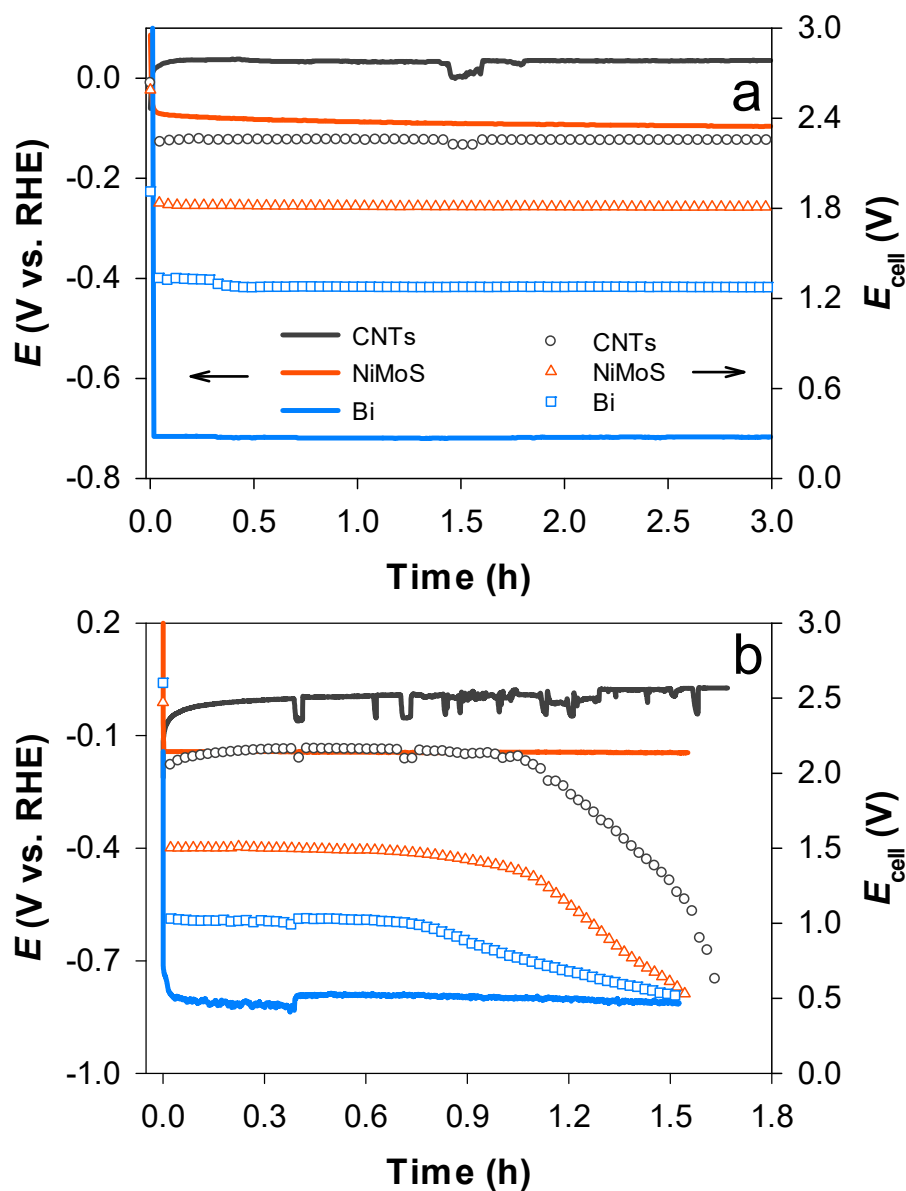 a
0.0
-0.2
-0.4
-0.6
-0.8
E (V vs. RHE)
3.0
2.4
1.8
1.2
0.6
0.0
E cell (V)
CNTs
NiMoS
Bi
CNTs
NiMoS
Bi
0.0 0.5 1.0 1.5 2.0 2.5 3.0
Time (h)
b
0.2
-0.1
-0.4
-0.7
-1.0
E (V vs. RHE)
3.0
2.5
2.0
1.5
1.0
0.5
0.0
E cell (V)
0.0 0.3 0.6 0.9 1.2 1.5 1.8
Time (h)